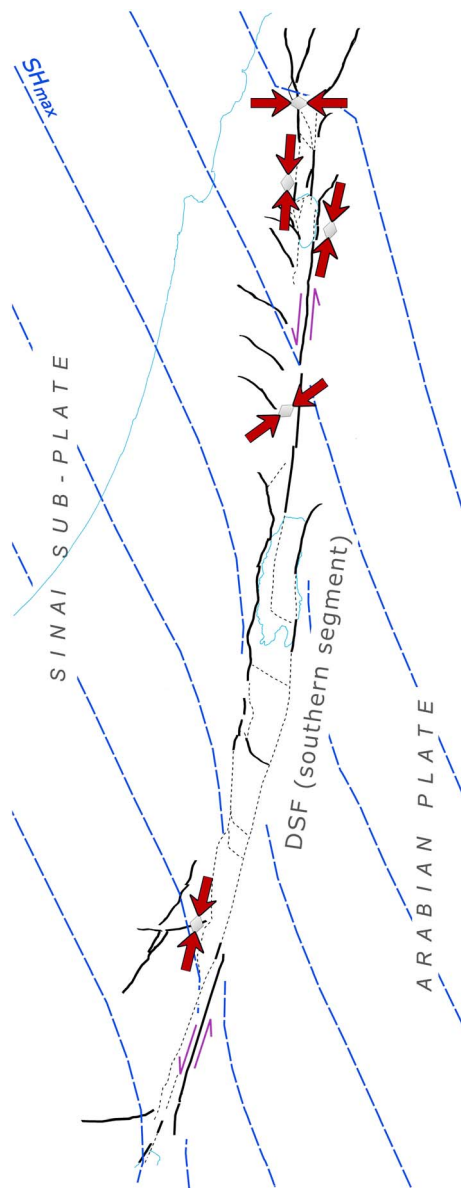 SHmax
SINAI SUB-PLATE
DSF (southern segment)
ARABIAN PLATE